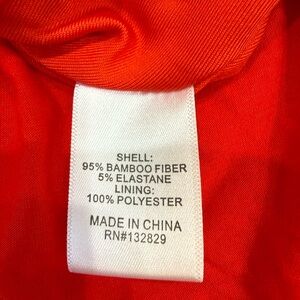 SHELL:
95% BAMBOO FIBER
5% ELASTANE
LINING:
100% POLYESTER
MADE IN CHINA
RN#132829